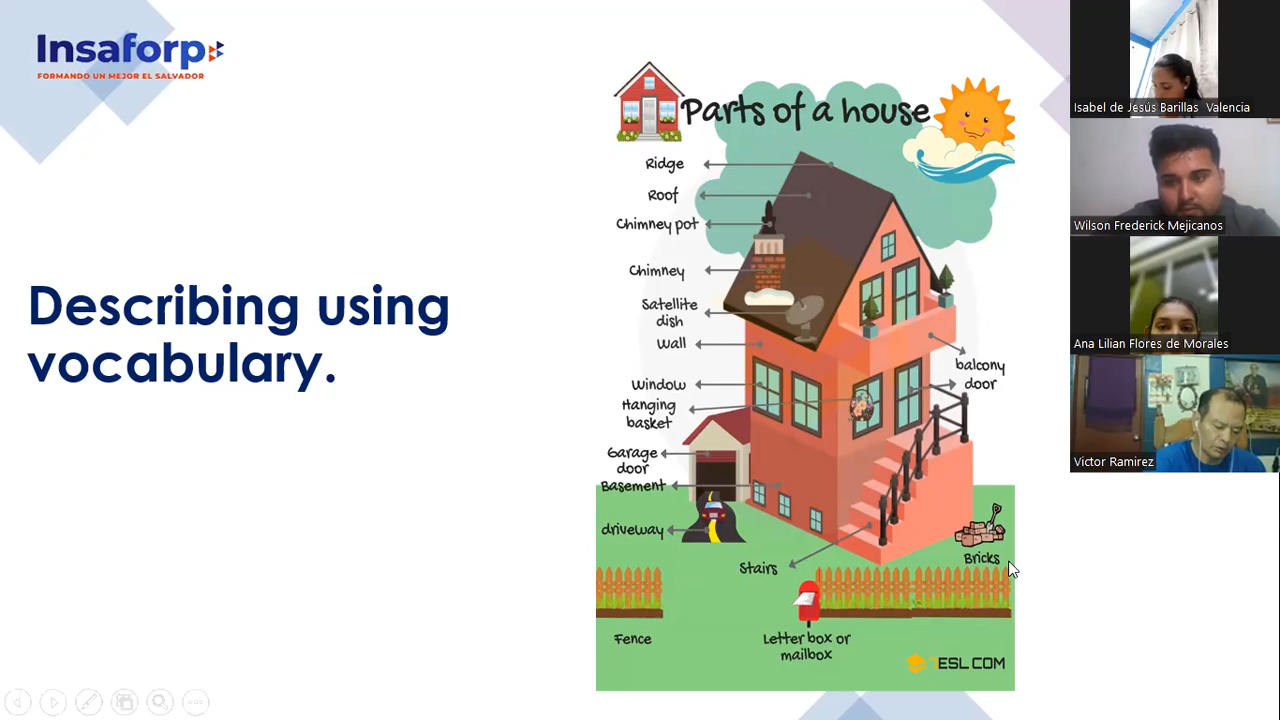 Insaforp
FORMANDO UN MEJOR EL SALVADOR
Describing using
vocabulary.
Parts of a house
Ridge
Roof
Chimney pot
Chimney
Satellite
dish
Wall
Window
Hanging
basket
Garage
door
Basement
driveway
Stairs
balcony
door
Bricks
Fence
Letter box or
mailbox
7ESL.COM
Isabel de Jesús Barillas Valencia
Wilson Frederick Mejicanos
Ana Lilian Flores de Morales
Victor Ramirez